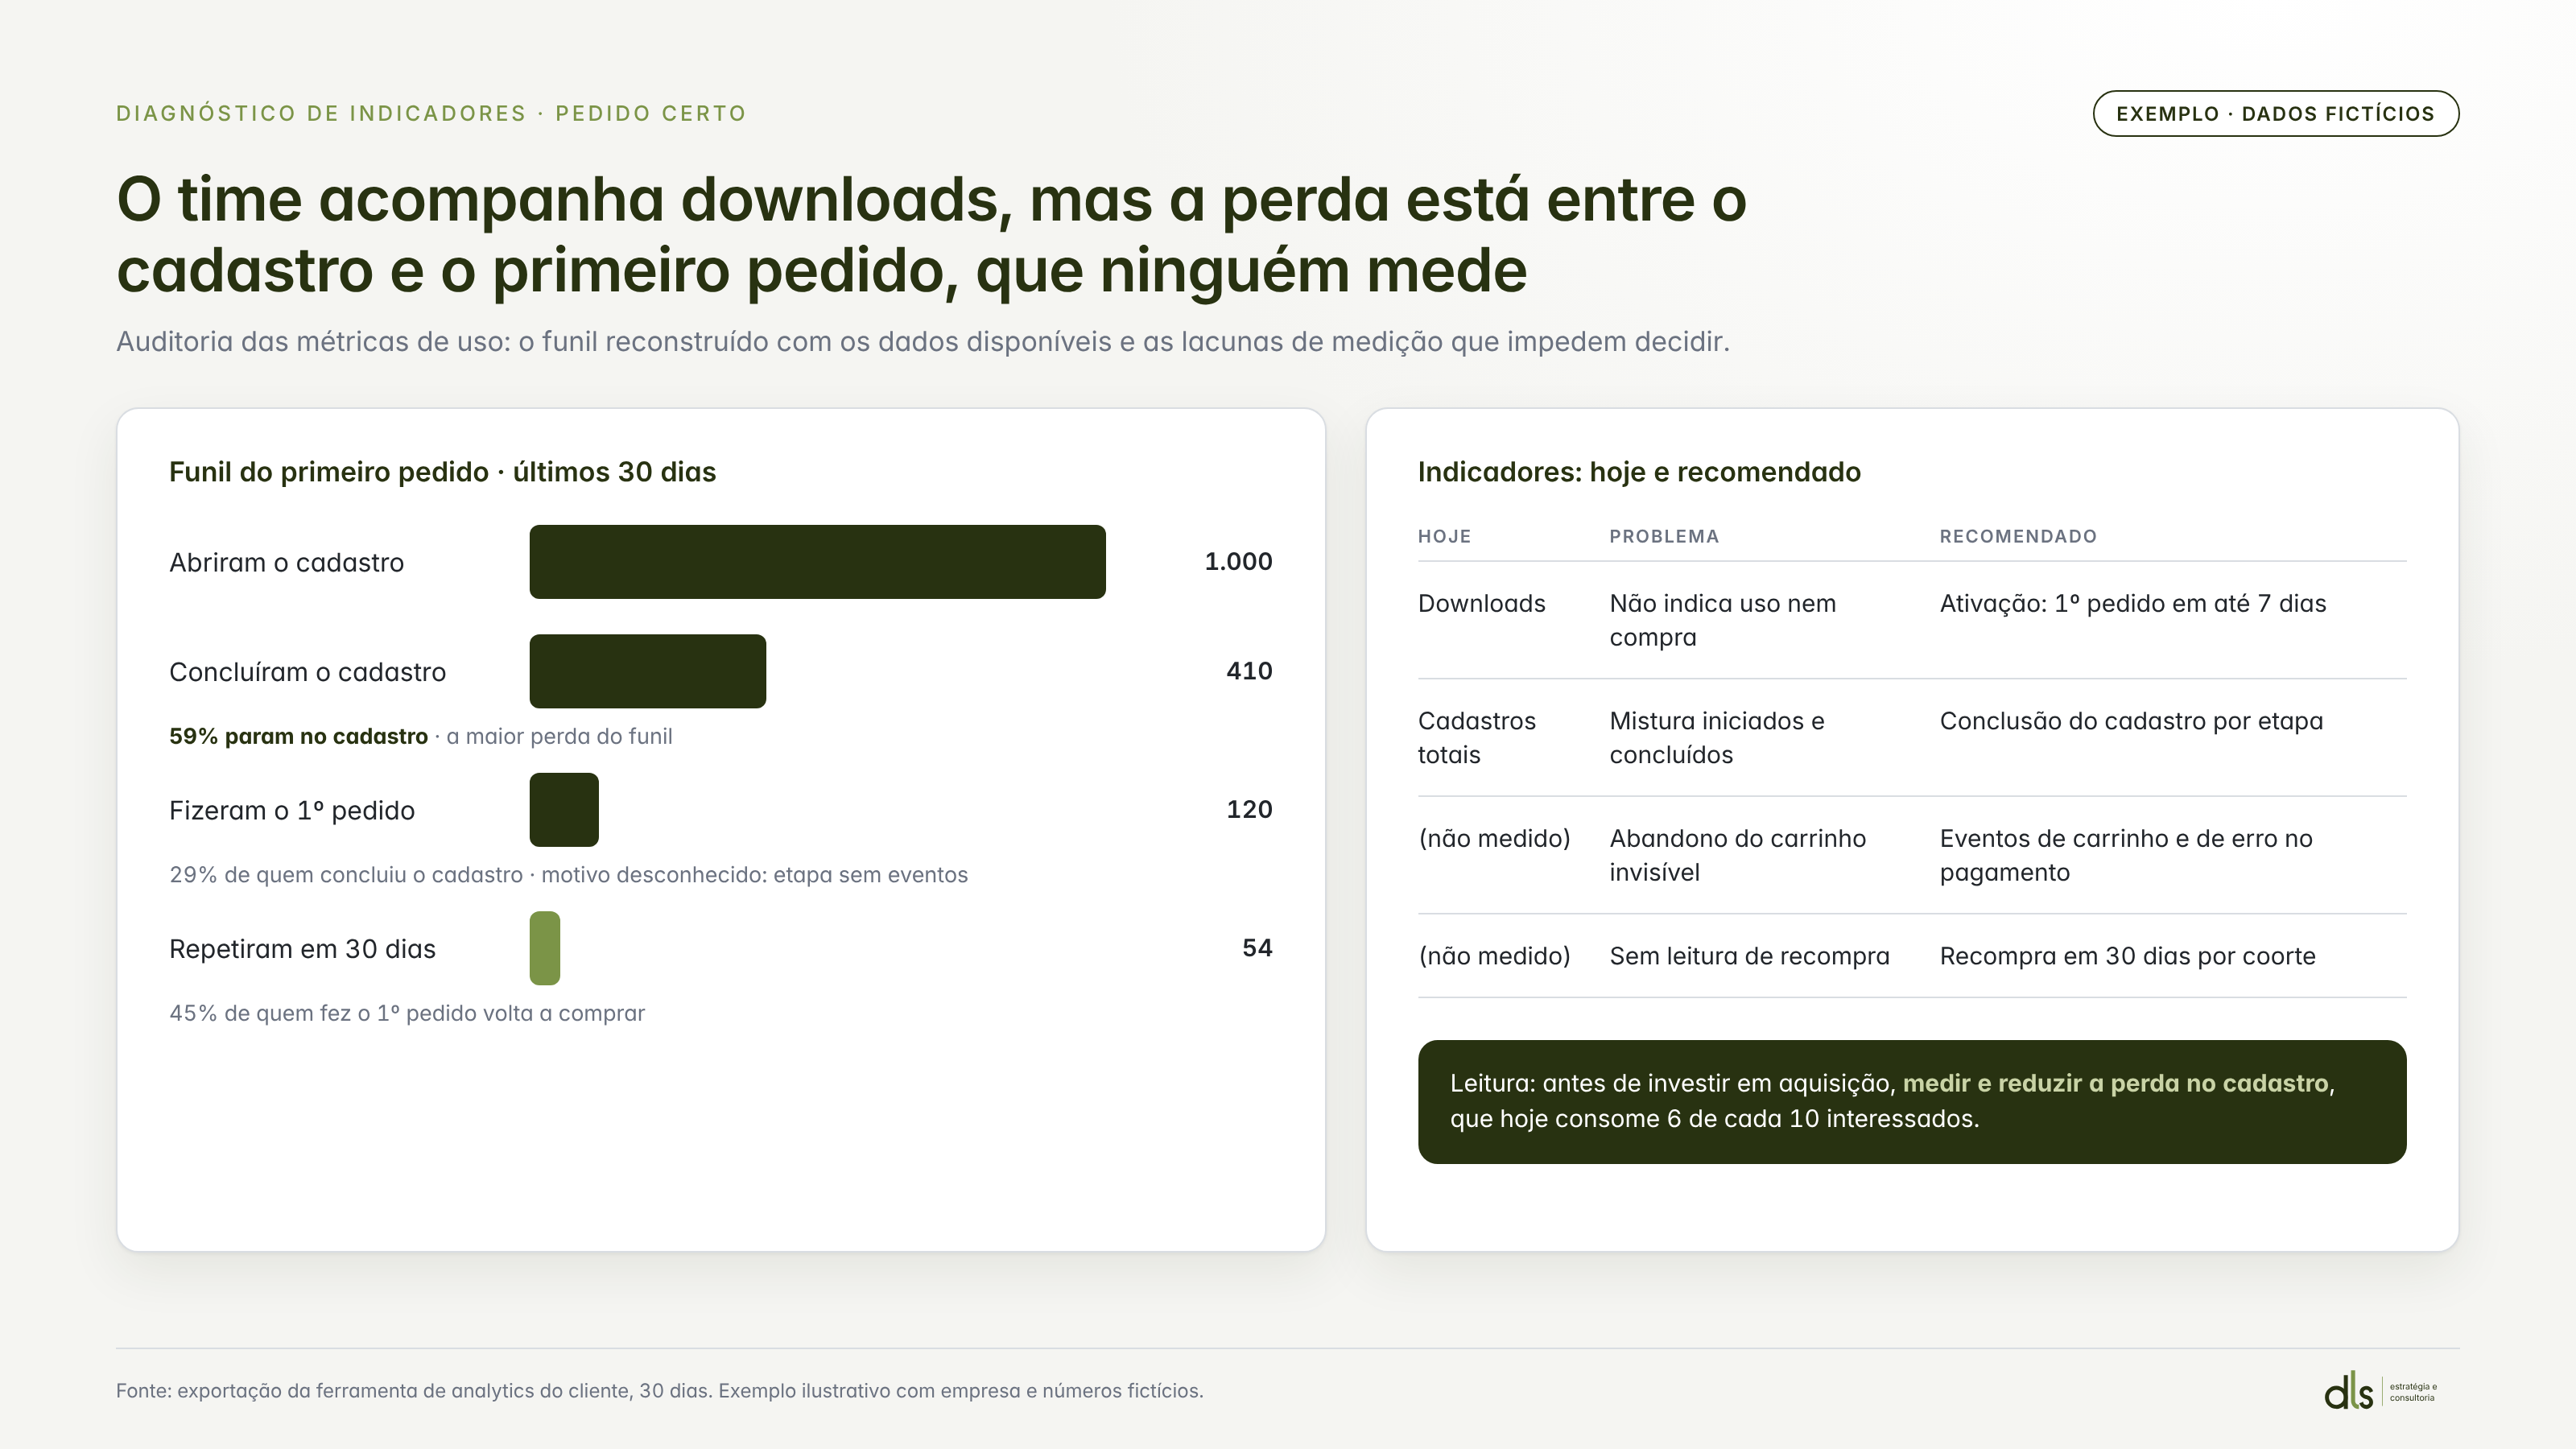 DIAGNÓSTICO DE INDICADORES · PEDIDO CERTO
EXEMPLO · DADOS FICTÍCIOS
O time acompanha downloads, mas a perda está entre o
cadastro e o primeiro pedido, que ninguém mede
Auditoria das métricas de uso: o funil reconstruído com os dados disponíveis e as lacunas de medição que impedem decidir.
Funil do primeiro pedido · últimos 30 dias
Abriram o cadastro 1.000
Concluíram o cadastro 410
59% param no cadastro · a maior perda do funil
Fizeram o 1º pedido 120
29% de quem concluiu o cadastro · motivo desconhecido: etapa sem eventos
Repetiram em 30 dias 54
45% de quem fez o 1º pedido volta a comprar
Indicadores: hoje e recomendado
HOJE PROBLEMA RECOMENDADO
Downloads Não indica uso nem Ativação: 1º pedido em até 7 dias
compra
Cadastros Mistura iniciados e Conclusão do cadastro por etapa
totais concluídos
(não medido) Abandono do carrinho Eventos de carrinho e de erro no
invisível pagamento
(não medido) Sem leitura de recompra Recompra em 30 dias por coorte
Leitura: antes de investir em aquisição, medir e reduzir a perda no cadastro,
que hoje consome 6 de cada 10 interessados.
Fonte: exportação da ferramenta de analytics do cliente, 30 dias. Exemplo ilustrativo com empresa e números fictícios.
dls estratégia e
consultoria